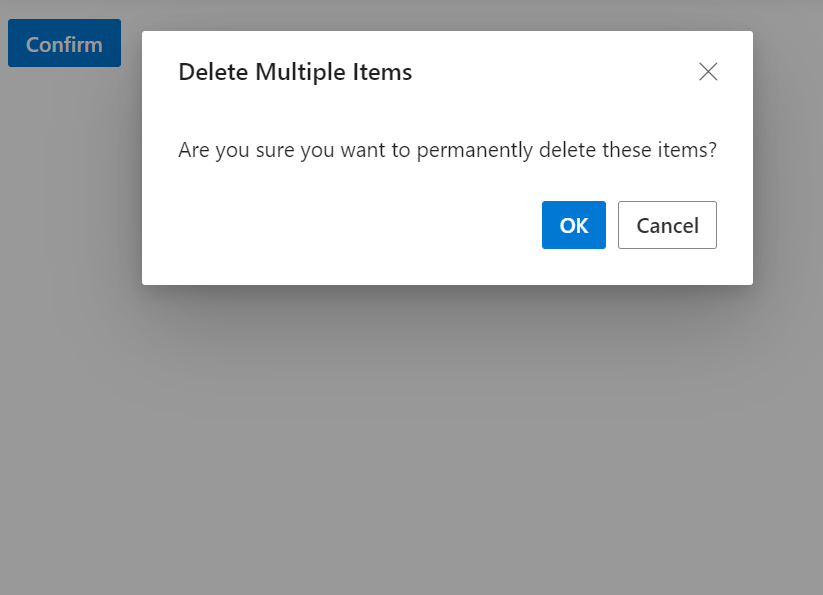 Confirm
Delete Multiple Items
Are you sure you want to permanently delete these items?
OK Cancel